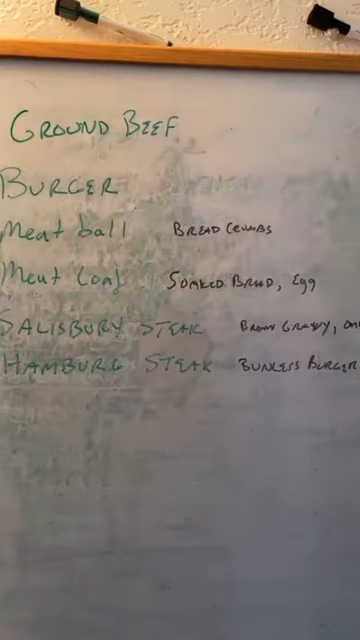 GROUND BEEF
BURGER
Meat ball BREAD CRUMBS
Meat Loaf SOAKED BREAD, Egg
SALISBURY STEAK BROWN GRAVY,
HAMBURG STEAK BUNLESS BURGER